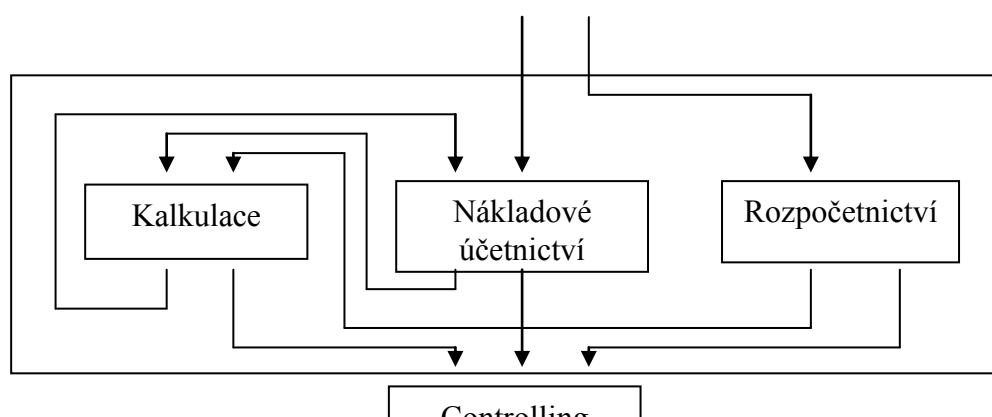 Kalkulace
Nákladové
účetnictví
Rozpočetnictví
Controlling